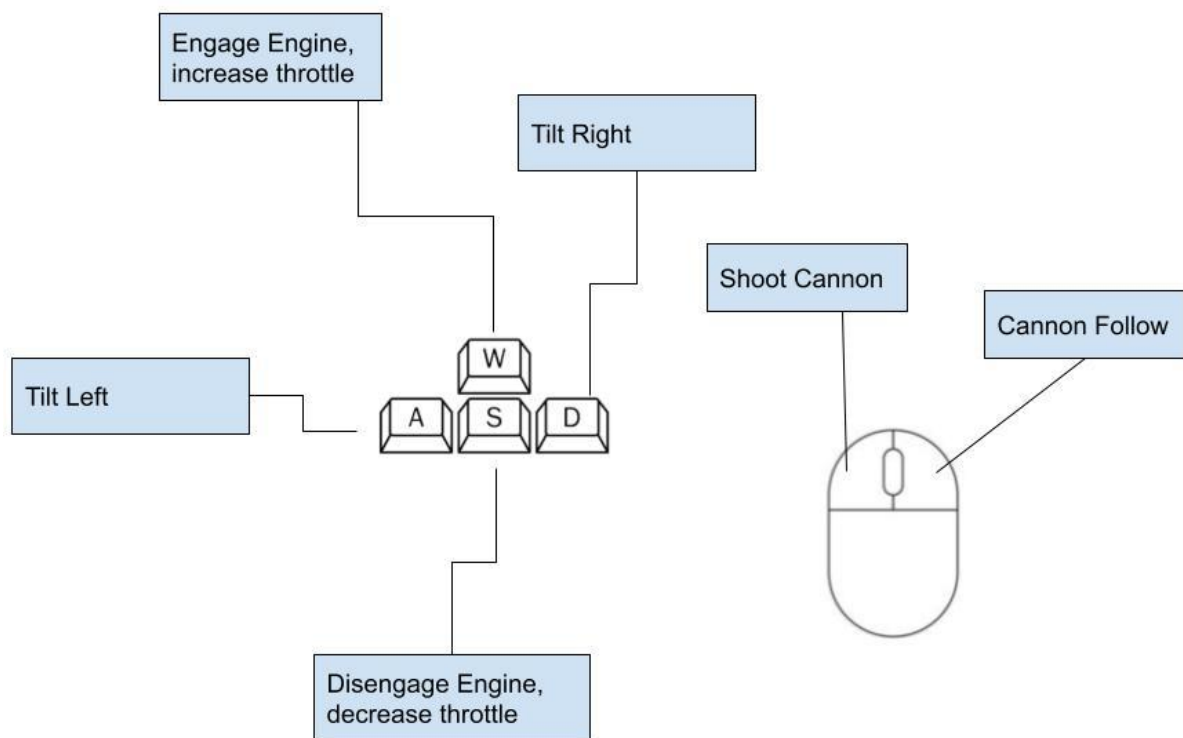 Engage Engine,
increase throttle
Tilt Right
Shoot Cannon
Cannon Follow
W
Tilt Left
A S D
Disengage Engine,
decrease throttle